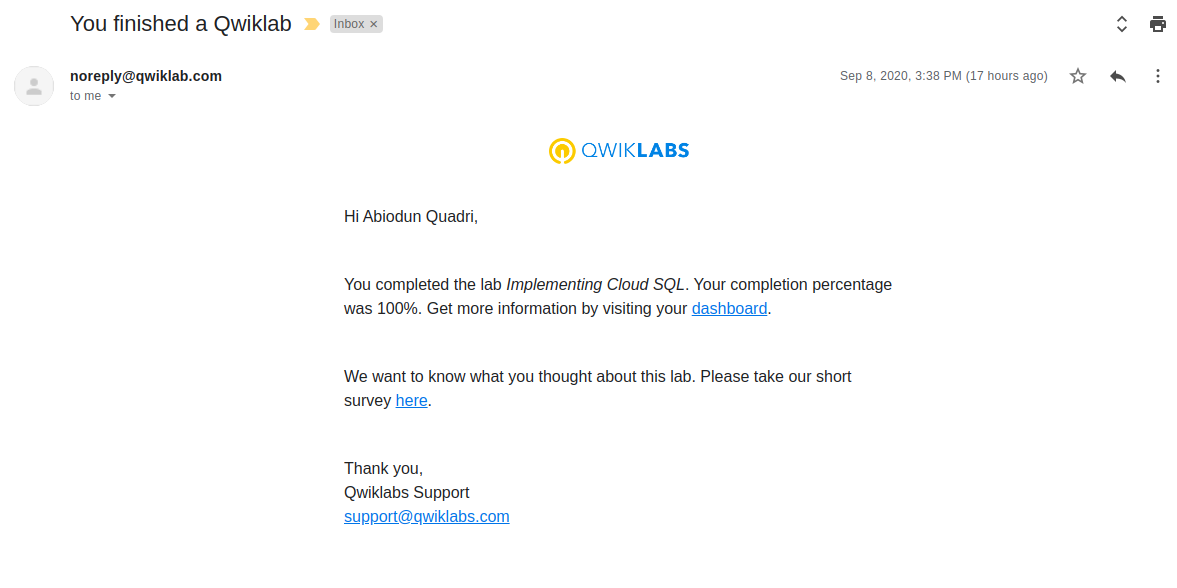 You finished a Qwiklab Inbox ×
noreply@qwiklab.com Sep 8, 2020, 3:38 PM (17 hours ago)
to me
QWIKLABS
Hi Abiodun Quadri,
You completed the lab Implementing Cloud SQL. Your completion percentage
was 100%. Get more information by visiting your dashboard.
We want to know what you thought about this lab. Please take our short
survey here.
Thank you,
Qwiklabs Support
support@qwiklabs.com